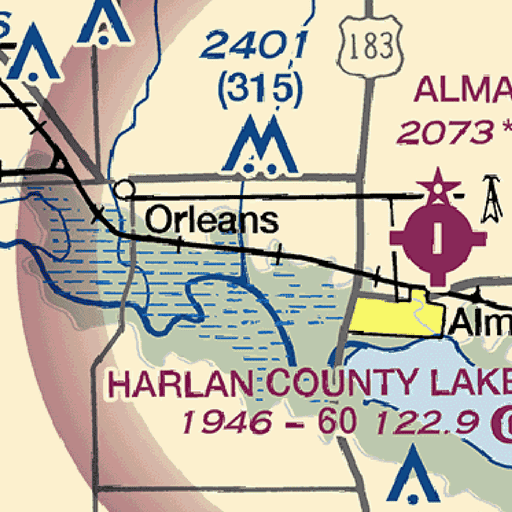 2401
(315)
183
ALMA
2073 *
Orleans
Alm
HARLAN COUNTY LAKE
1946 - 60 122.9